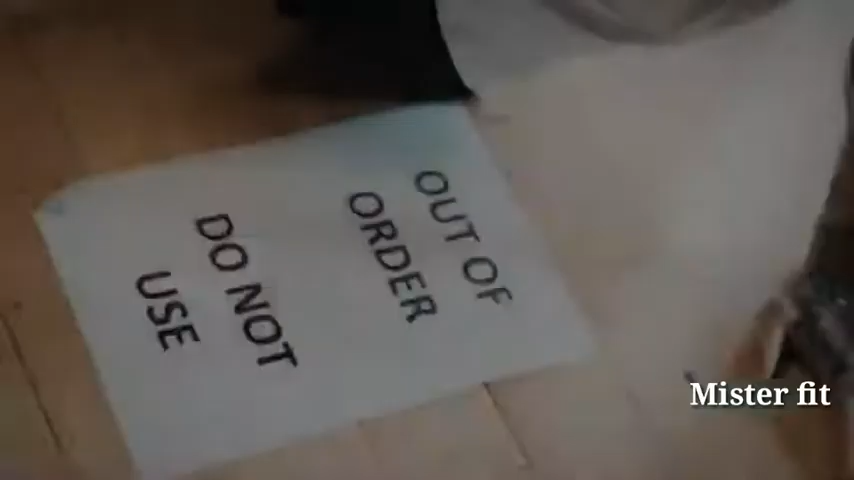 OUT OF
ORDER
DO NOT
USE
Mister fit